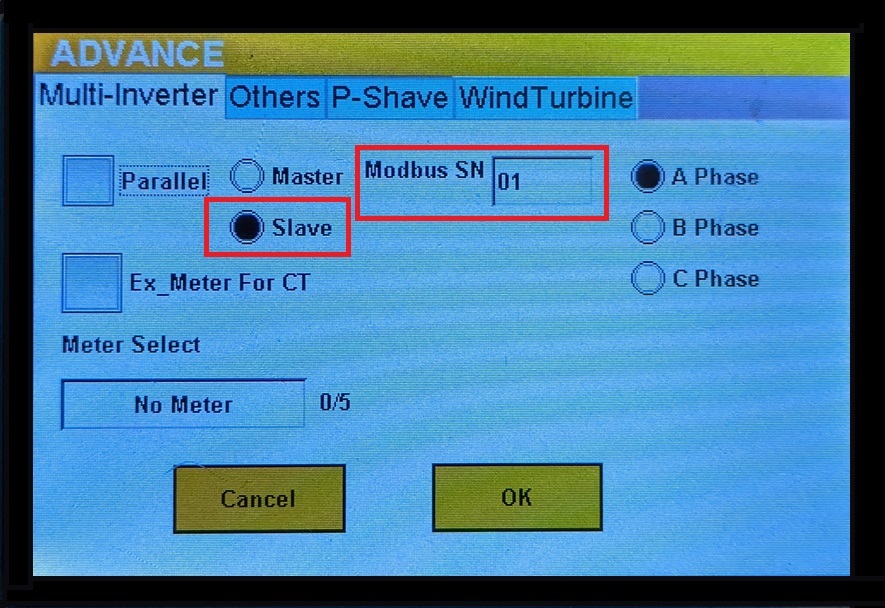 ADVANCE
Multi-Inverter Others P-Shave WindTurbine
Parallel Master Modbus SN 01 A Phase
Slave B Phase
Ex_Meter For CT C Phase
Meter Select
No Meter 0/5
Cancel OK